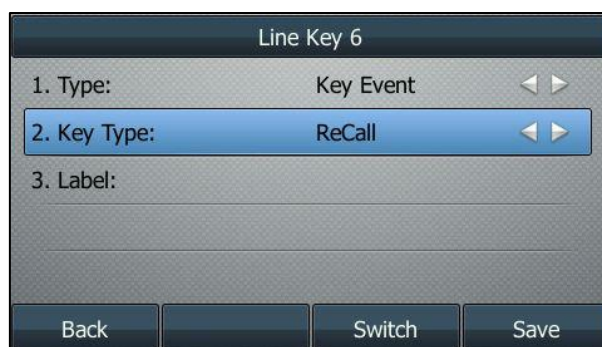 Line Key 6
1. Type: Key Event
2. Key Type: ReCall
3. Label:
Back Switch Save